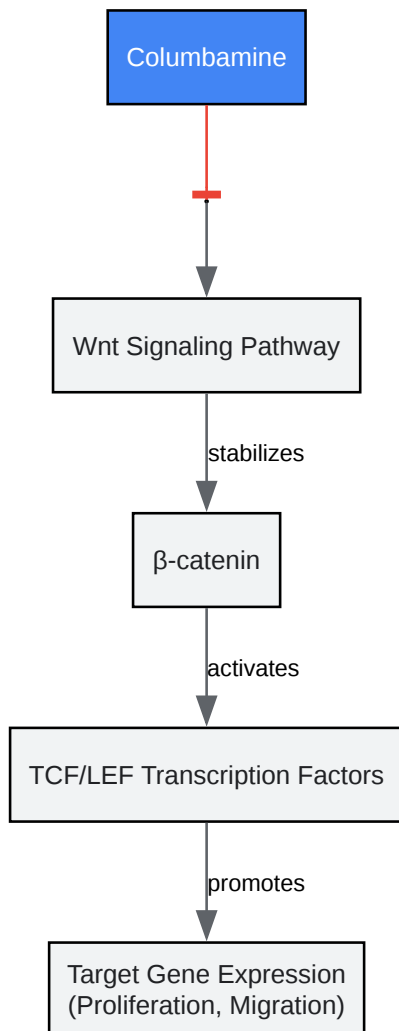 Columbamine
Wnt Signaling Pathway
stabilizes
β-catenin
activates
TCF/LEF Transcription Factors
promotes
Target Gene Expression
(Proliferation, Migration)